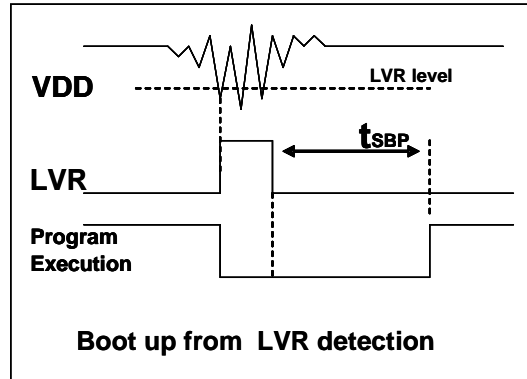 LVR level
VDD
tSBP
LVR
Program
Execution
Boot up from LVR detection